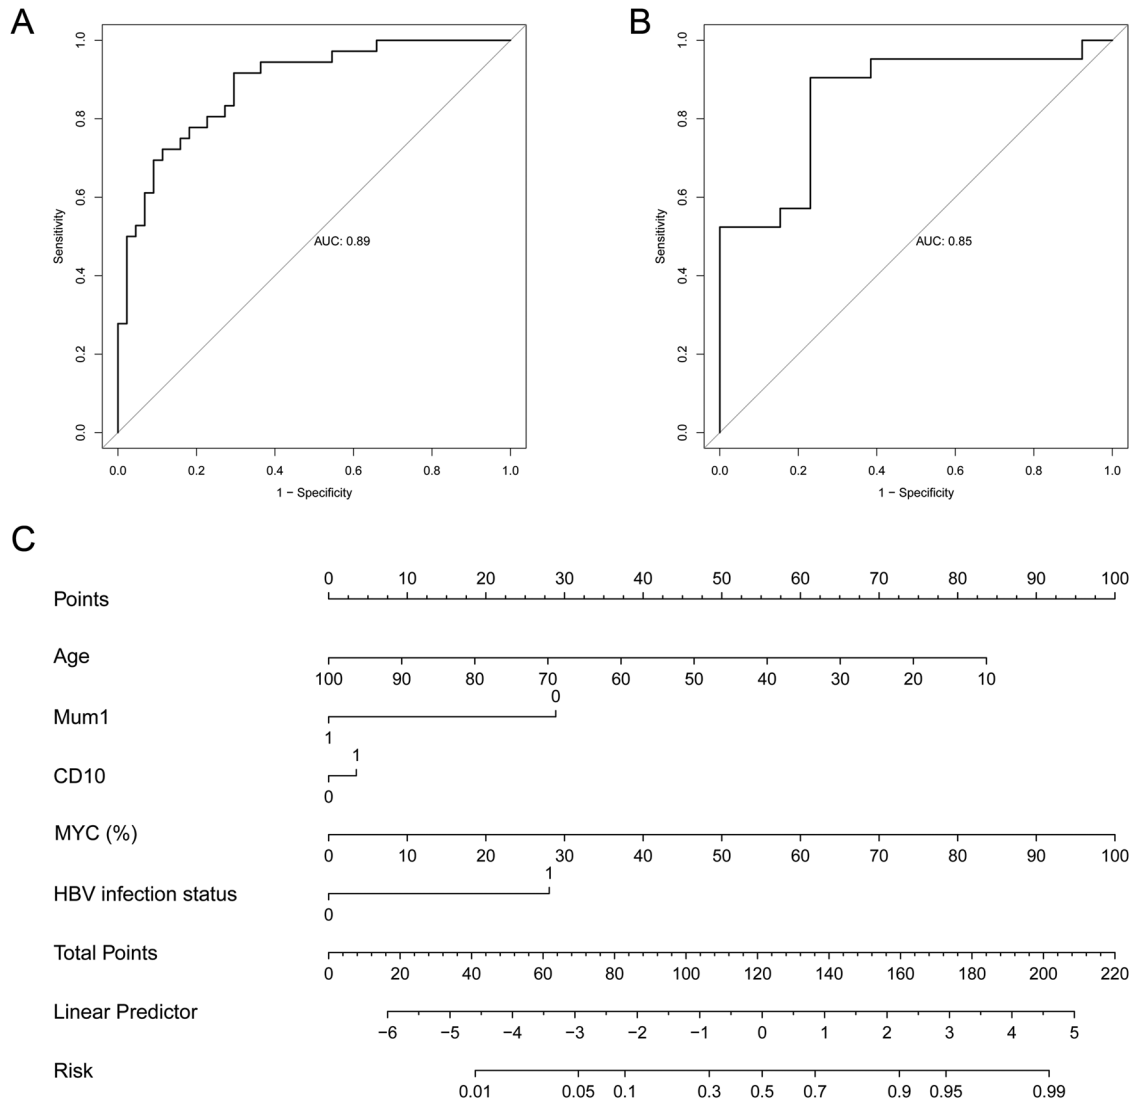 A
B
1.0
0.8
0.6
0.4
0.2
0.0
Sensitivity
AUC: 0.89
0.0 0.2 0.4 0.6 0.8 1.0
1 − Specificity
1.0
0.8
0.6
0.4
0.2
0.0
Sensitivity
AUC: 0.85
0.0 0.2 0.4 0.6 0.8 1.0
1 − Specificity
C
0 10 20 30 40 50 60 70 80 90 100
Points
Age
100 90 80 70 60 50 40 30 20 10
0
Mum1
1
1
CD10
0
MYC (%)
0 10 20 30 40 50 60 70 80 90 100
1
HBV infection status
0
Total Points
0 20 40 60 80 100 120 140 160 180 200 220
Linear Predictor
−6 −5 −4 −3 −2 −1 0 1 2 3 4 5
Risk
0.01 0.05 0.1 0.3 0.5 0.7 0.9 0.95 0.99